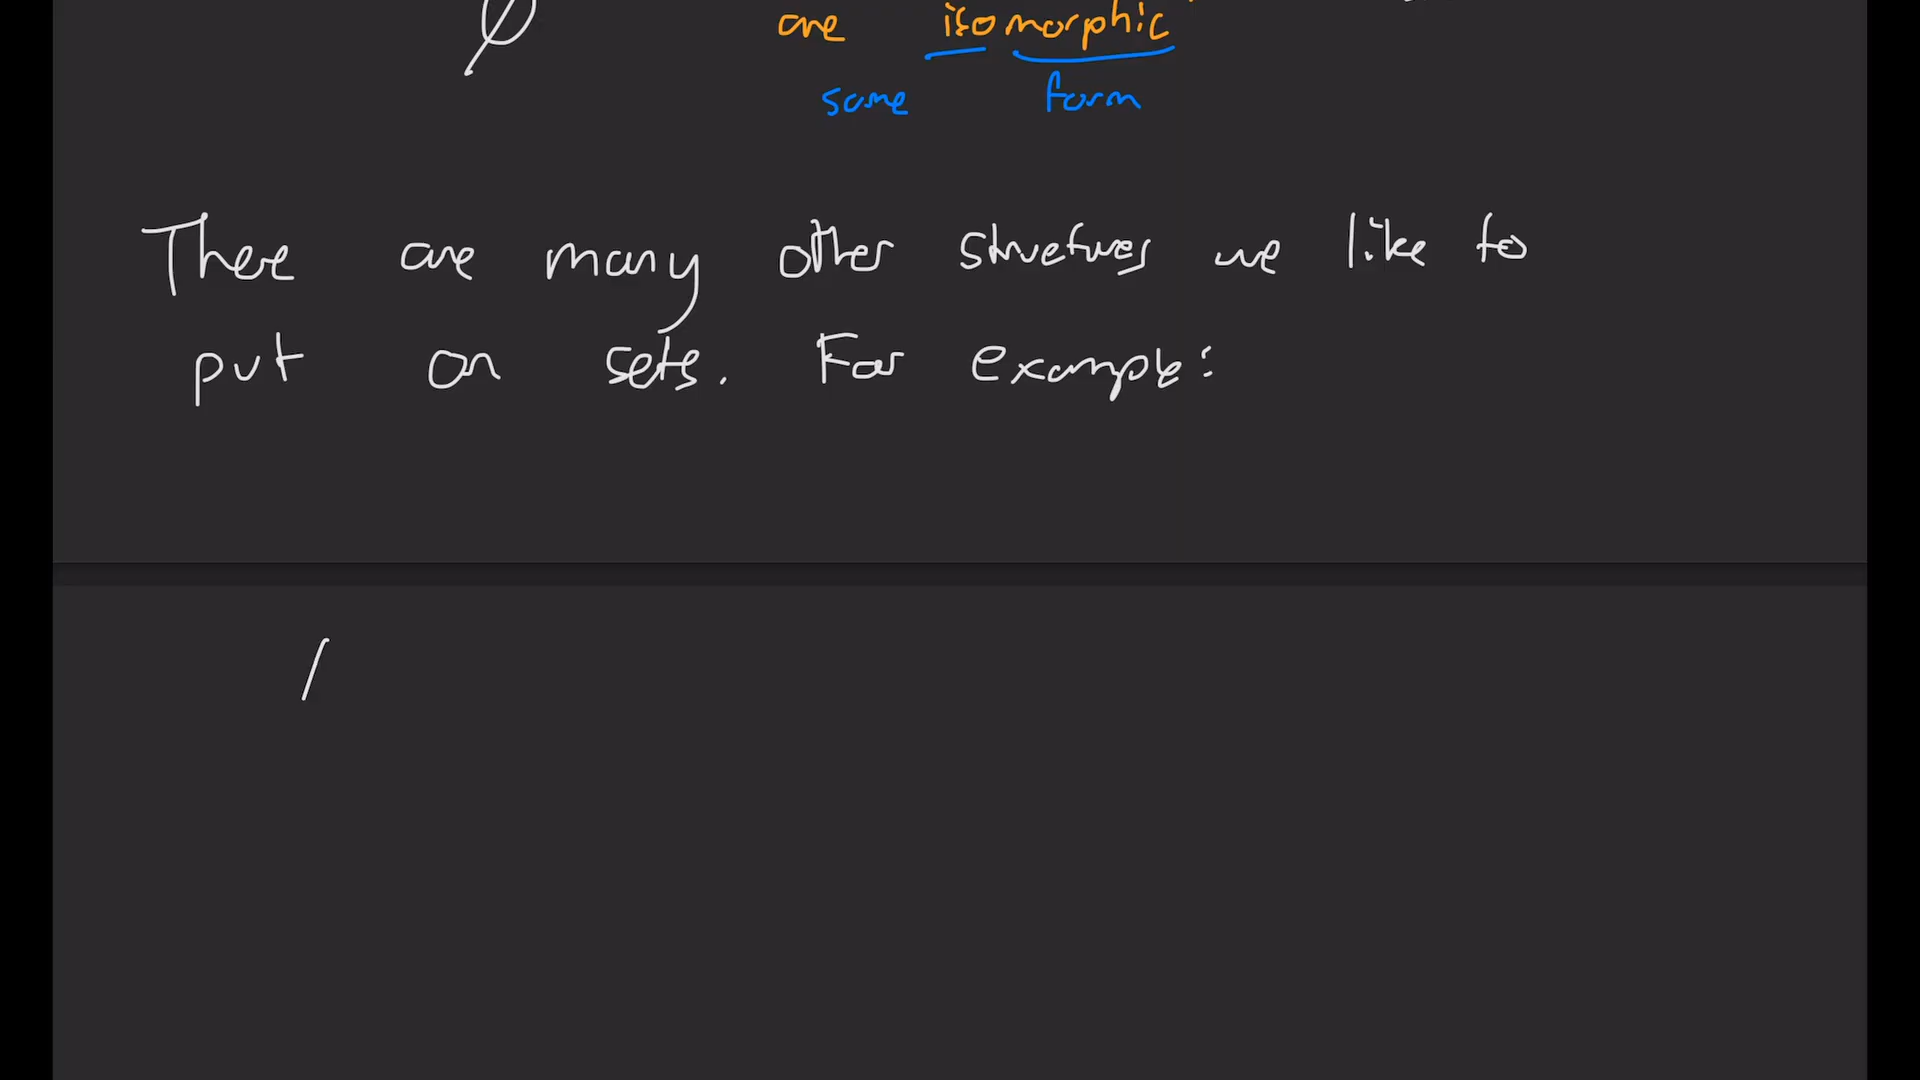 ∅ are isomorphic
same form
There are many other structures we like to
put on sets. For example:
/